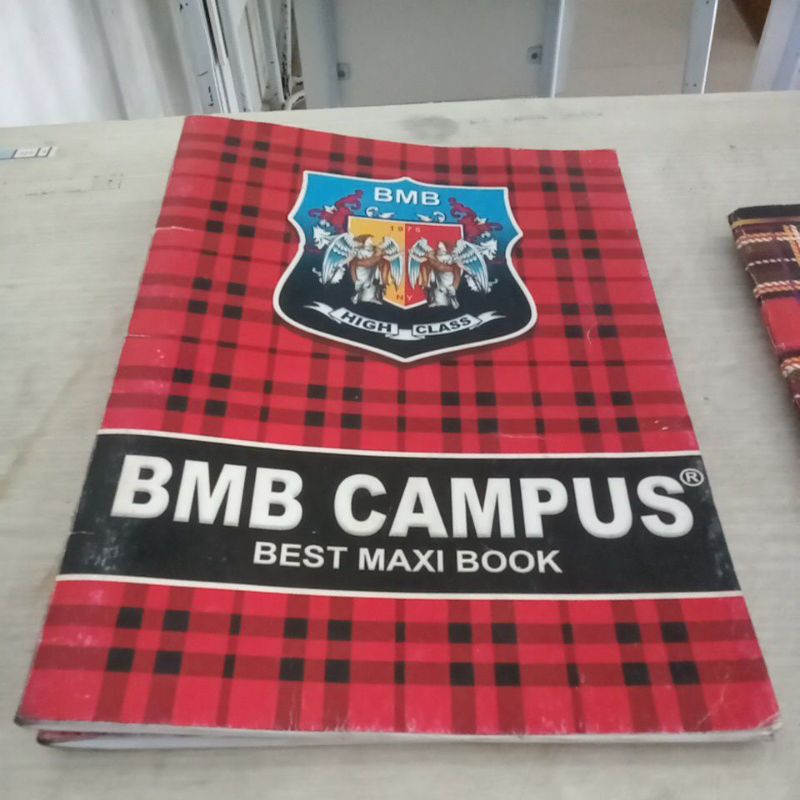 BMB
1975
NY
HIGH CLASS
BMB CAMPUS®
BEST MAXI BOOK